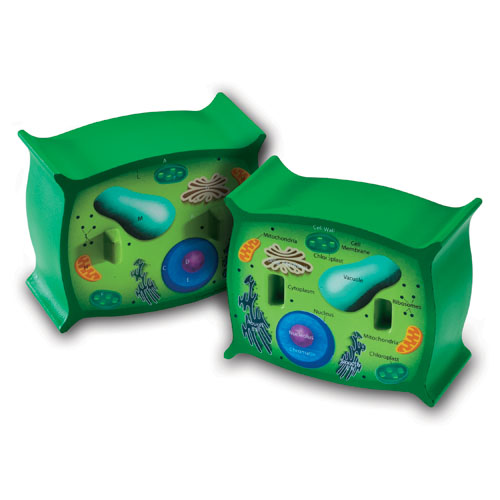 A
M
D
C
E
Cell Wall
Mitochondria
Cell
Membrane
Chloroplast
Vacuole
Cytoplasm
Ribosomes
Nucleus
Nucleolus
Mitochondria
Chromatin
Chloroplast